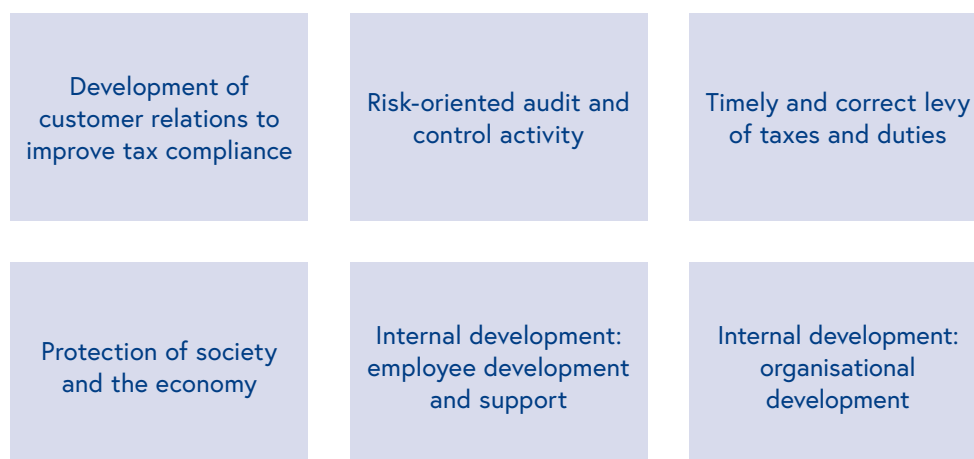 Development of
customer relations to
improve tax compliance
Risk-oriented audit and
control activity
Timely and correct levy
of taxes and duties
Protection of society
and the economy
Internal development:
employee development
and support
Internal development:
organisational
development